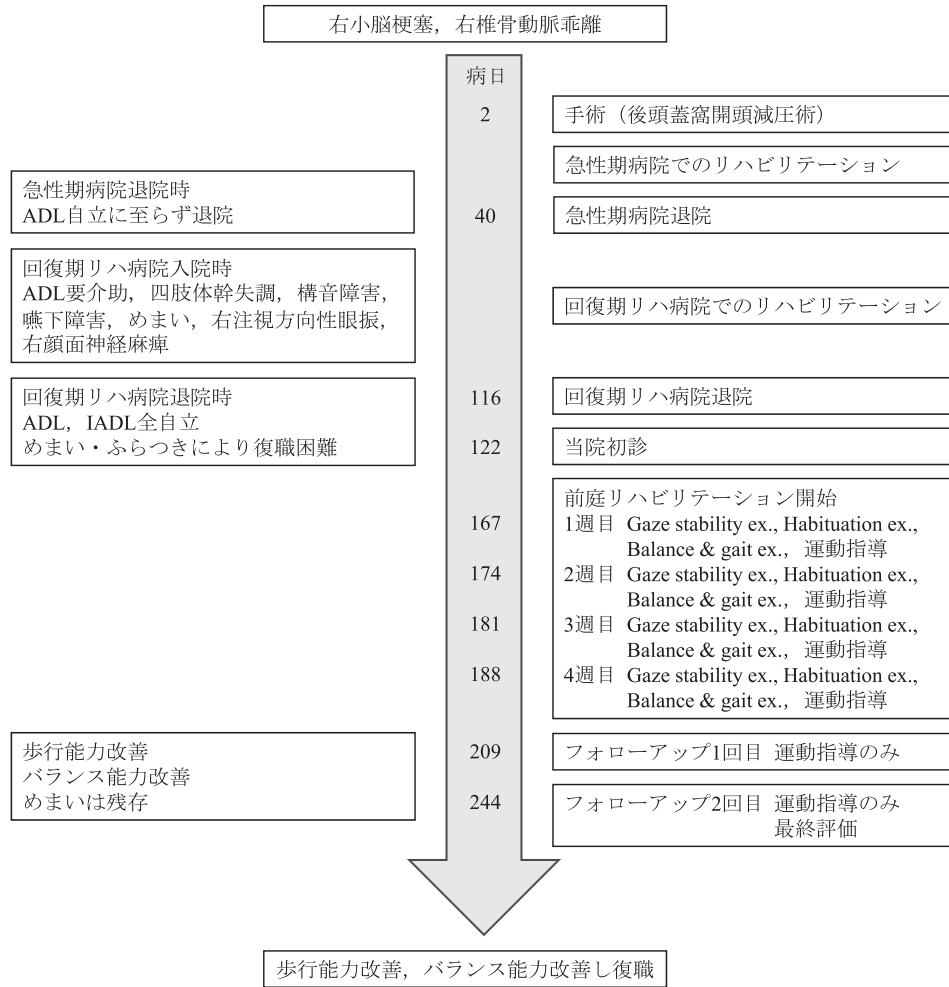 右小脳梗塞，右椎骨動脈乖離
病日
2
手術（後頭蓋窩開頭減圧術）
急性期病院でのリハビリテーション
急性期病院退院時
ADL自立に至らず退院
40
急性期病院退院
回復期リハ病院入院時
ADL要介助，四肢体幹失調，構音障害，
嚥下障害，めまい，右注視方向性眼振，
右顔面神経麻痺
回復期リハ病院でのリハビリテーション
回復期リハ病院退院時
ADL，IADL全自立
めまい・ふらつきにより復職困難
116
回復期リハ病院退院
122
当院初診
前庭リハビリテーション開始
167
1週目 Gaze stability ex., Habituation ex.,
Balance & gait ex.，運動指導
174
2週目 Gaze stability ex., Habituation ex.,
Balance & gait ex.，運動指導
181
3週目 Gaze stability ex., Habituation ex.,
Balance & gait ex.，運動指導
188
4週目 Gaze stability ex., Habituation ex.,
Balance & gait ex.，運動指導
歩行能力改善
バランス能力改善
めまいは残存
209
フォローアップ1回目 運動指導のみ
244
フォローアップ2回目 運動指導のみ
最終評価
歩行能力改善，バランス能力改善し復職